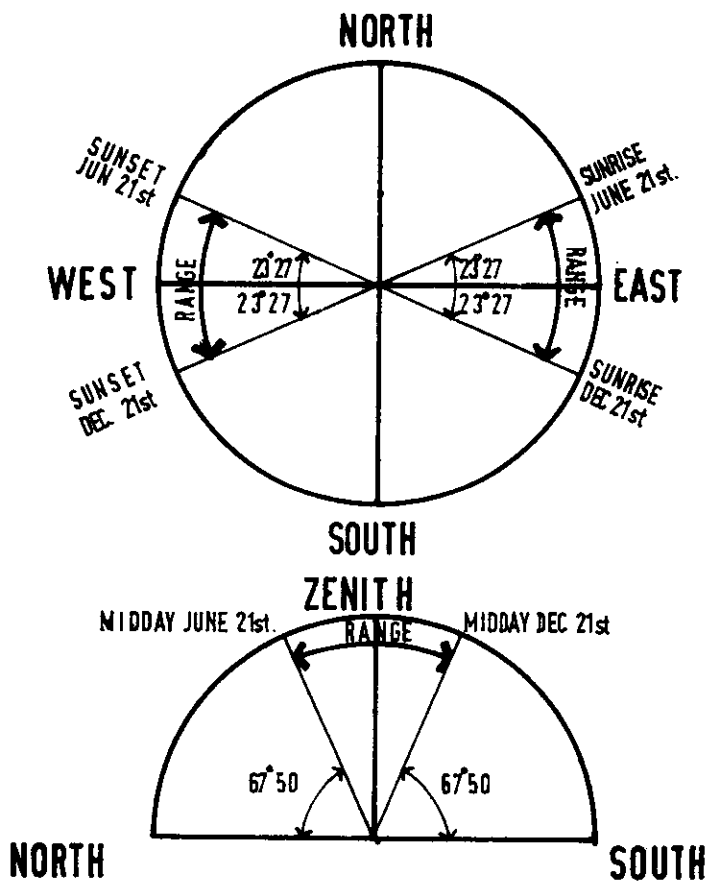 NORTH
SUNSET
JUN 21st
SUNRISE
JUNE 21st.
RANGE
23°27
23°27
RANGE
WEST
EAST
23°27
23°27
SUNSET
DEC. 21st
SUNRISE
DEC 21st
SOUTH
ZENITH
MIDDAY JUNE 21st.
RANGE
MIDDAY DEC 21st
67°50
67°50
NORTH
SOUTH